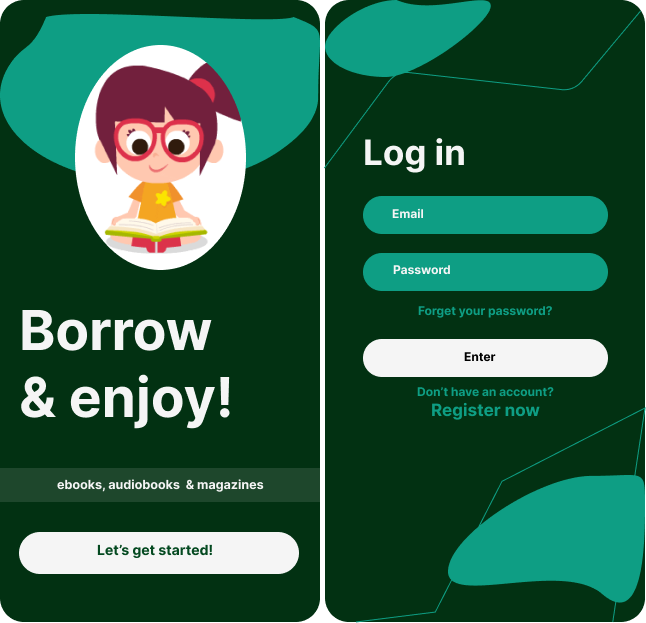 Borrow
& enjoy!
ebooks, audiobooks & magazines
Let’s get started!
Log in
Email
Password
Forget your password?
Enter
Don’t have an account?
Register now